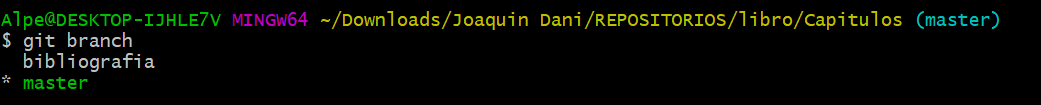 Alpe@DESKTOP-IJHLE7V MINGW64 ~/Downloads/Joaquin Dani/REPOSITORIOS/libro/Capitulos (master)
$ git branch
  bibliografia
* master